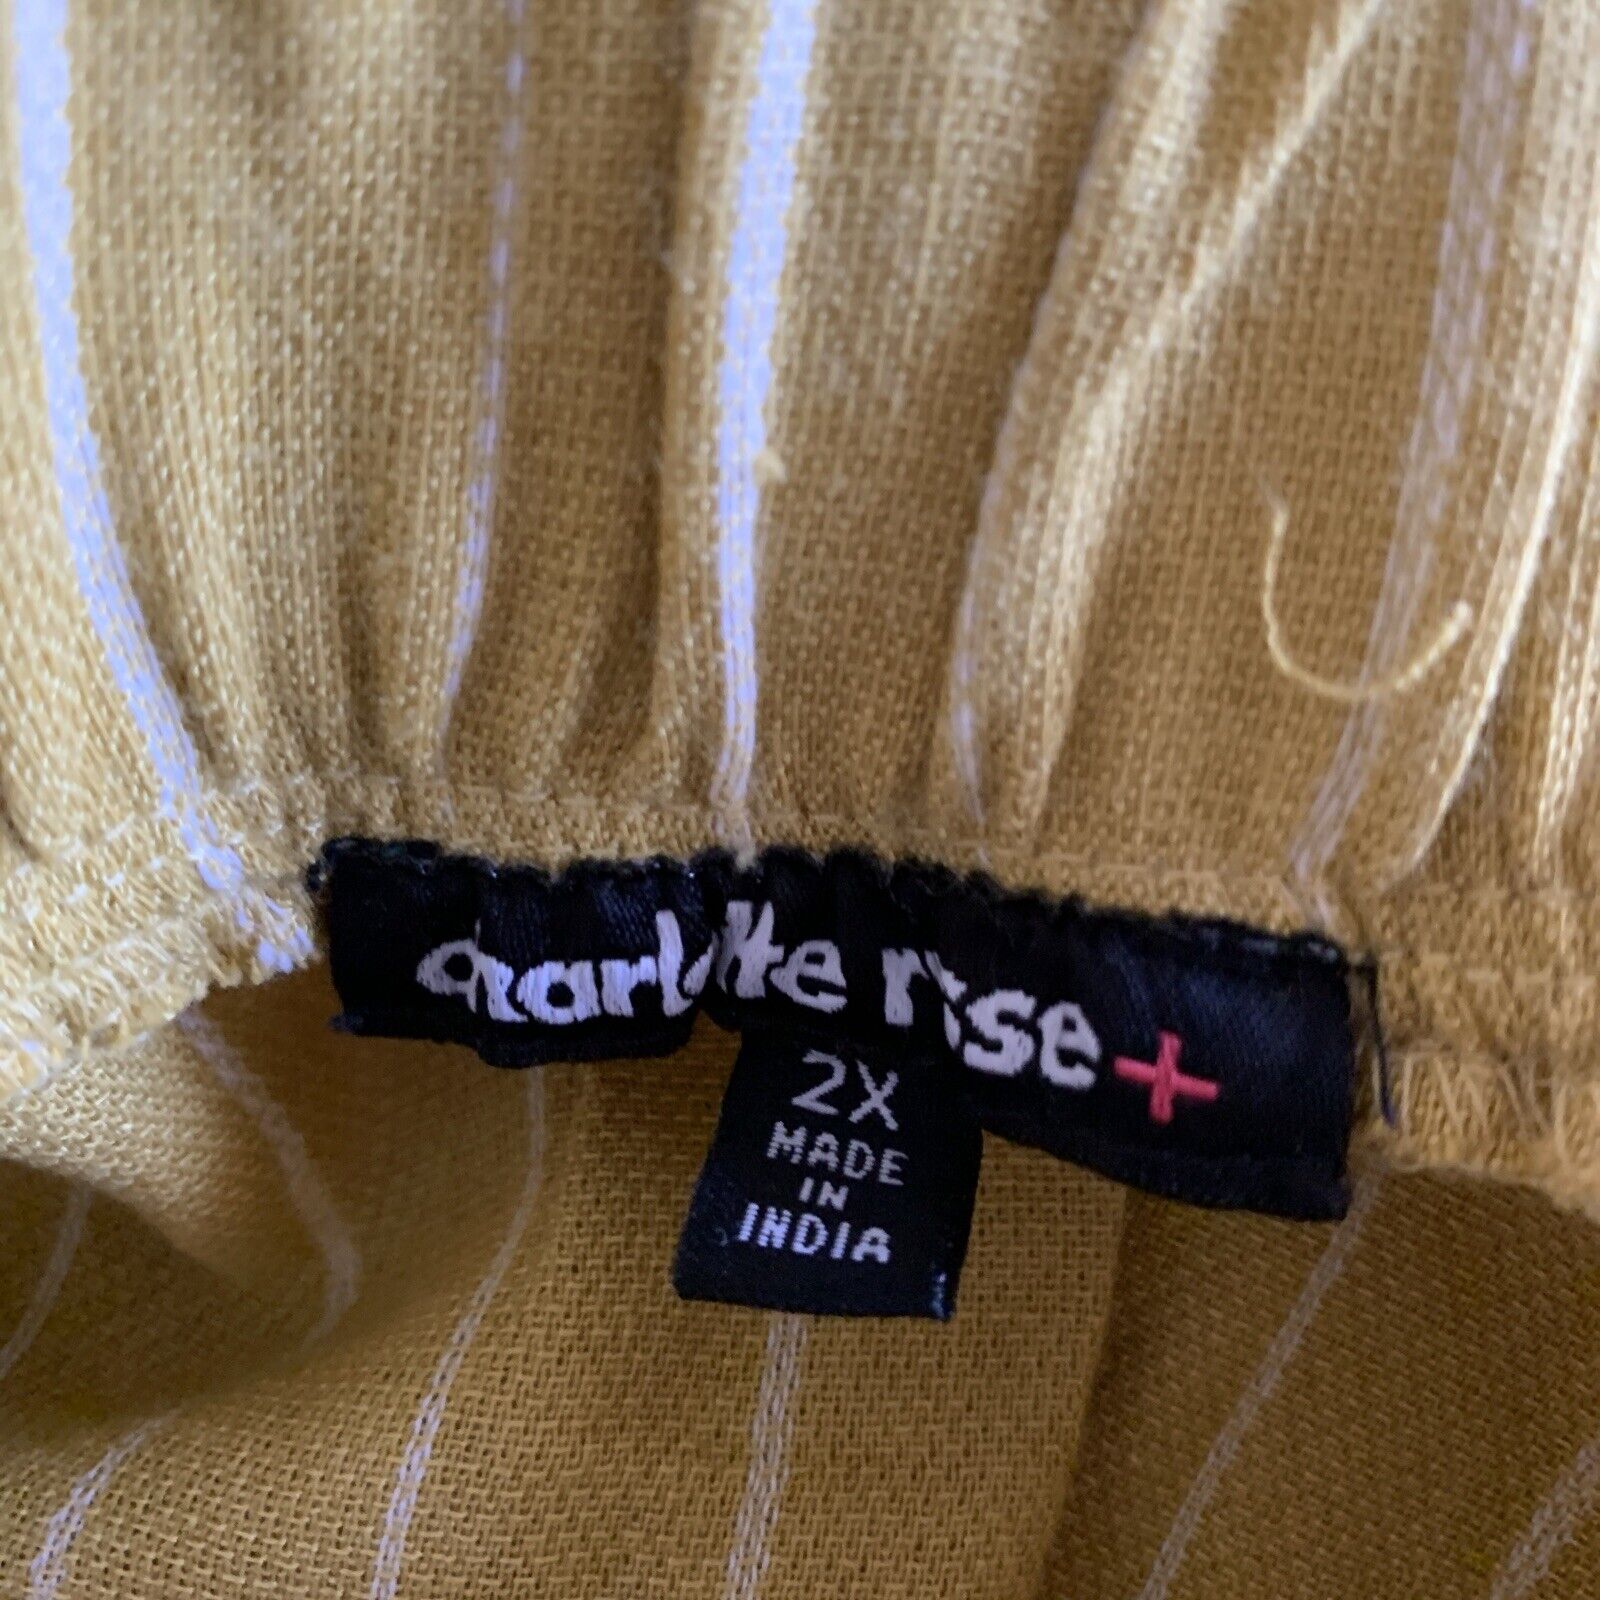 charlotte russe+
2X
MADE
IN
INDIA